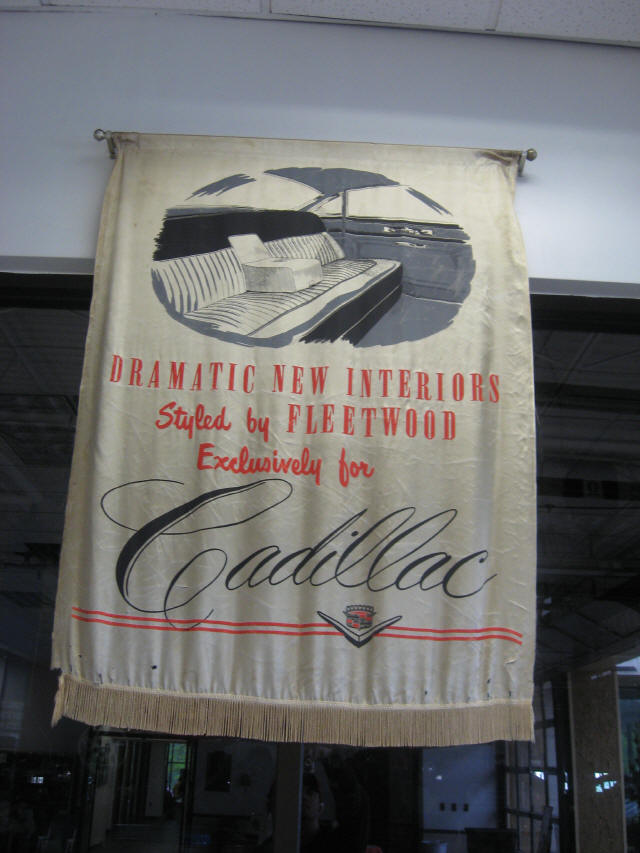 DRAMATIC NEW INTERIORS
Styled by FLEETWOOD
Exclusively for
Cadillac